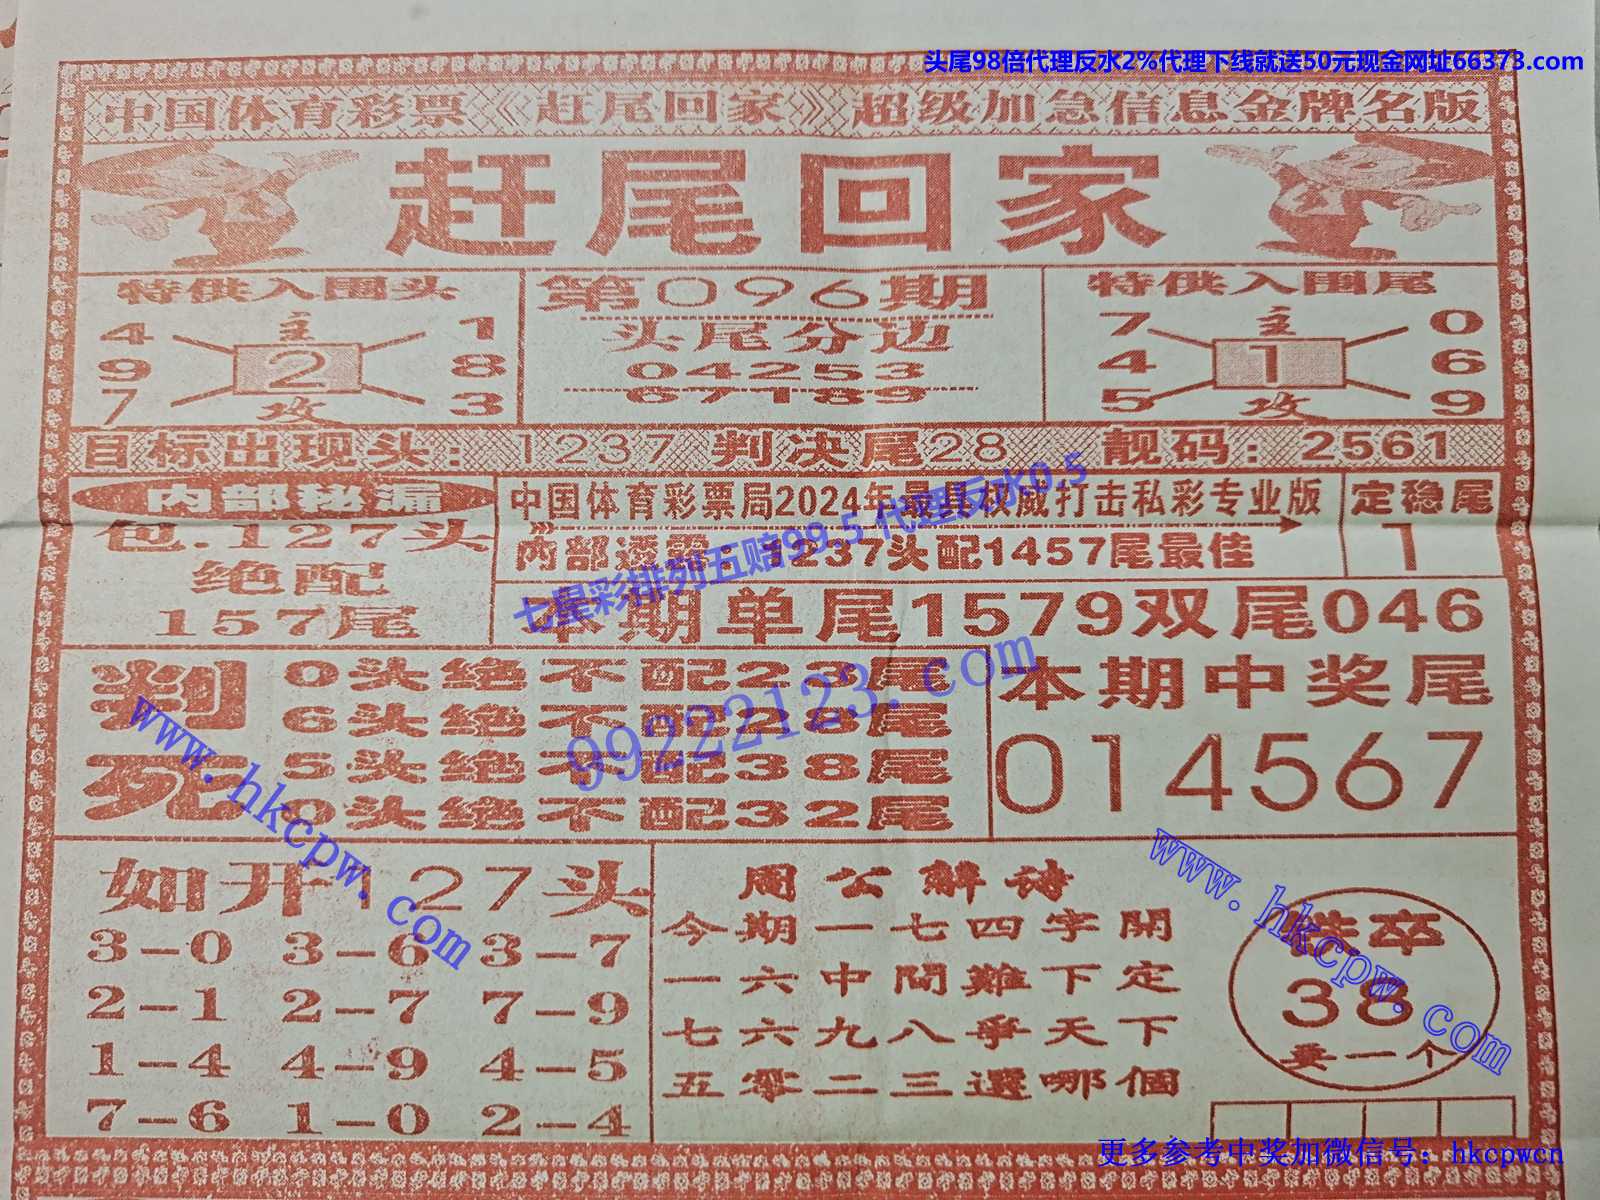 头尾98倍代理反水2%代理下线就送50元现金网址66373.com
中国体育彩票《赶尾回家》超级加急信息金牌名版
赶尾回家
特供入围头
4 主 1
9 2 8
7 攻 3
第096期
头尾分边
04253
67189
特供入围尾
7 主 0
4 1 6
5 攻 9
目标出现头：1237 判决尾28 靓码：2561
内部秘漏
包.127头
绝配
157尾
中国体育彩票局2024年最具权威打击私彩专业版
内部透露：1237头配1457尾最佳
定稳尾
1
七星彩排列五赔99.5 代理反水0.5
本期单尾1579双尾046
判死
0头绝不配23尾
6头绝不配28尾
5头绝不配38尾
9头绝不配32尾
99222123.com
本期中奖尾
014567
www.hkcpw.com
如开127头
3-0 3-6 3-7
2-1 2-7 7-9
1-4 4-9 4-5
7-6 1-0 2-4
周公解诗
今期一七四字開
一六中間難下定
七六九八爭天下
五零二三選哪個
卒
38
www.hkcpw.com
一个
更多参考中奖加微信号：hkcpwcn